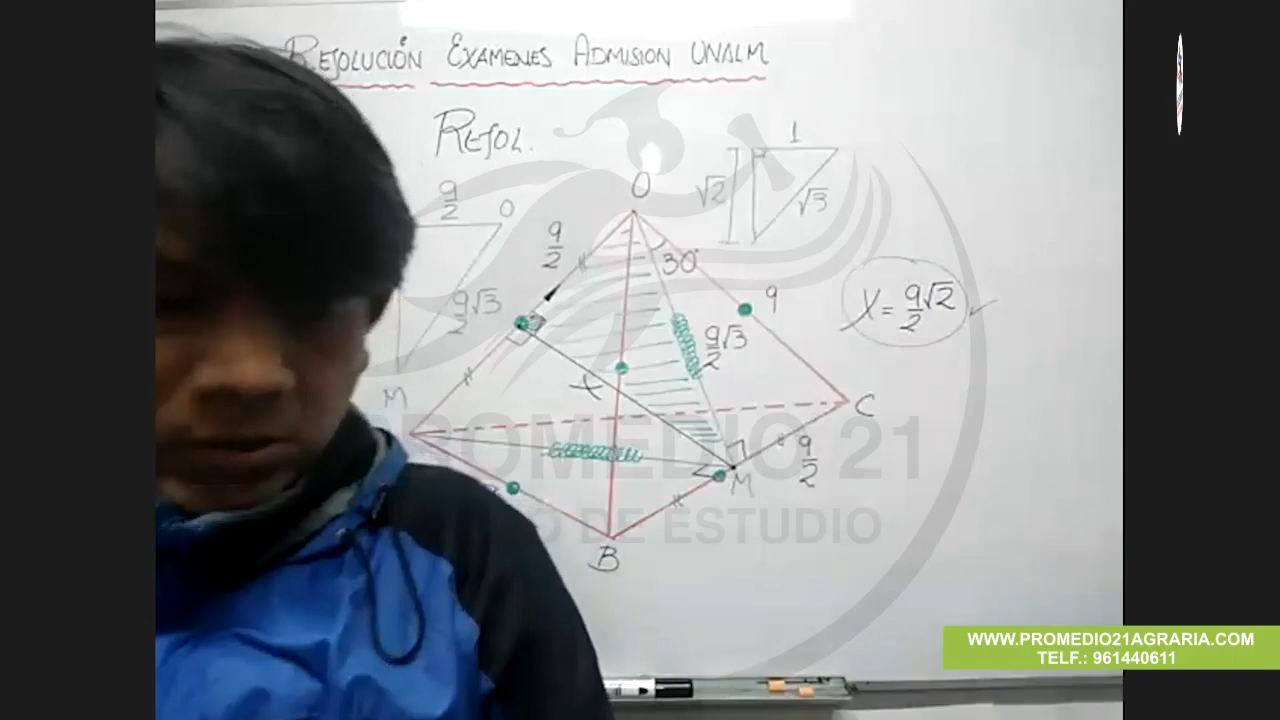 RESOLUCIÓN EXAMENES ADMISION UNALM
RESOL.
9/2 O
9/2 √3
M
O
9/2
30°
9
9/2 √3
X
C
9/2
M
B
1
√2
√3
X = 9/2 √2
PROMEDIO 21
DE ESTUDIO
WWW.PROMEDIO21AGRARIA.COM
TELF.: 961440611